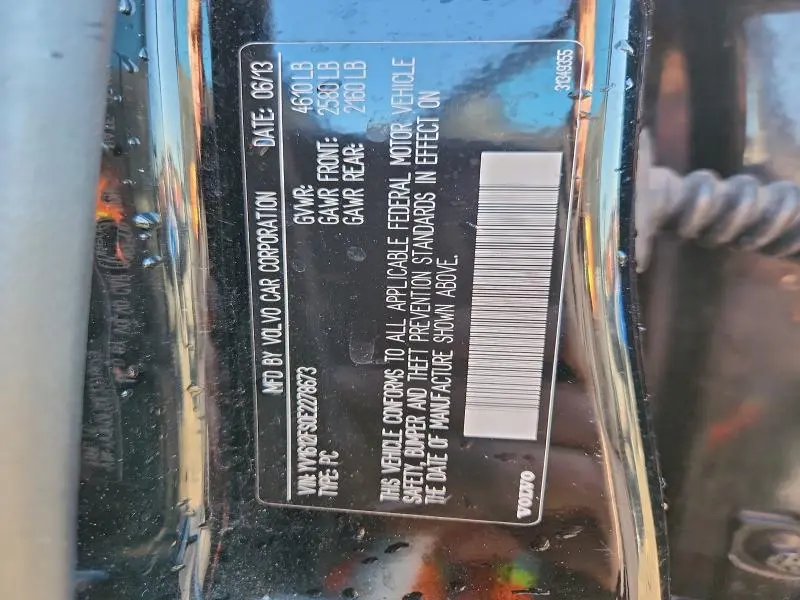 MFD BY VOLVO CAR CORPORATION DATE: 06/13
GVWR: 4610 LB
GAWR FRONT: 2580 LB
GAWR REAR: 2160 LB
VIN: YV1612FS0E2278673
TYPE: PC
THIS VEHICLE CONFORMS TO ALL APPLICABLE FEDERAL MOTOR VEHICLE
SAFETY, BUMPER AND THEFT PREVENTION STANDARDS IN EFFECT ON
THE DATE OF MANUFACTURE SHOWN ABOVE.
VOLVO
31349355